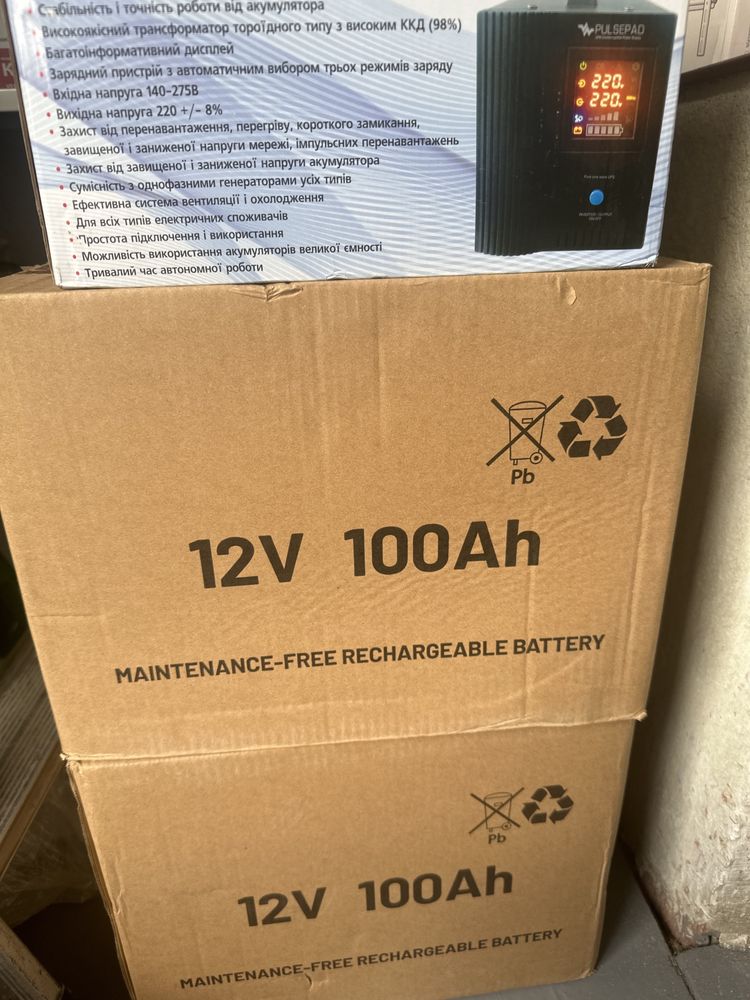 Стабільність і точність роботи від акумулятора
Високоякісний трансформатор тороїдного типу з високим ККД (98%)
Багатоінформативний дисплей
Зарядний пристрій з автоматичним вибором трьох режимів заряду
Вхідна напруга 140-275В
Вихідна напруга 220 +/- 8%
Захист від перенавантаження, перегріву, короткого замикання,
завищеної і заниженої напруги мережі, імпульсних перенавантажень
Захист від завищеної і заниженої напруги акумулятора
Сумісність з однофазними генераторами усіх типів
Ефективна система вентиляції і охолодження
Для всіх типів електричних споживачів
Простота підключення і використання
Можливість використання акумуляторів великої ємності
Тривалий час автономної роботи
PULSEPAD
220
220
Pure sine wave UPS
Pb
12V 100Ah
MAINTENANCE-FREE RECHARGEABLE BATTERY
Pb
12V 100Ah
MAINTENANCE-FREE RECHARGEABLE BATTERY